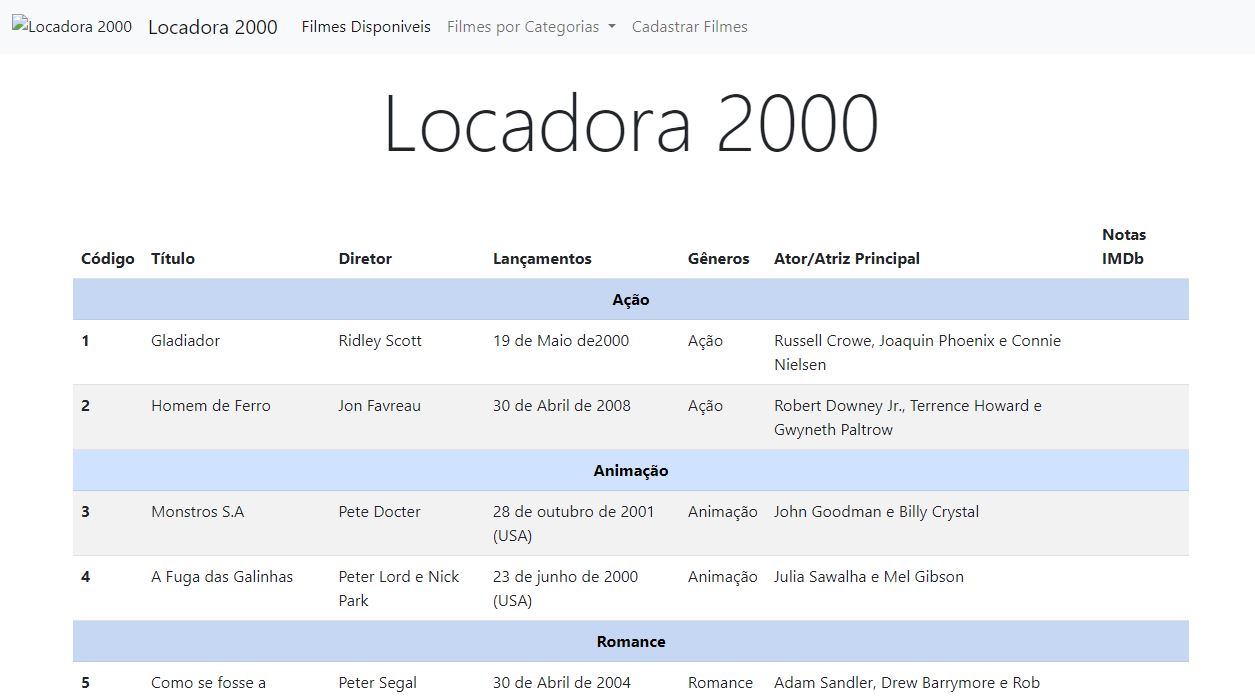 Locadora 2000 Locadora 2000 Filmes Disponiveis Filmes por Categorias Cadastrar Filmes
Locadora 2000
Código Título Diretor Lançamentos Gêneros Ator/Atriz Principal Notas IMDb
Ação
1 Gladiador Ridley Scott 19 de Maio de2000 Ação Russell Crowe, Joaquin Phoenix e Connie
Nielsen
2 Homem de Ferro Jon Favreau 30 de Abril de 2008 Ação Robert Downey Jr., Terrence Howard e
Gwyneth Paltrow
Animação
3 Monstros S.A Pete Docter 28 de outubro de 2001 Animação John Goodman e Billy Crystal
(USA)
4 A Fuga das Galinhas Peter Lord e Nick 23 de junho de 2000 Animação Julia Sawalha e Mel Gibson
Park (USA)
Romance
5 Como se fosse a Peter Segal 30 de Abril de 2004 Romance Adam Sandler, Drew Barrymore e Rob